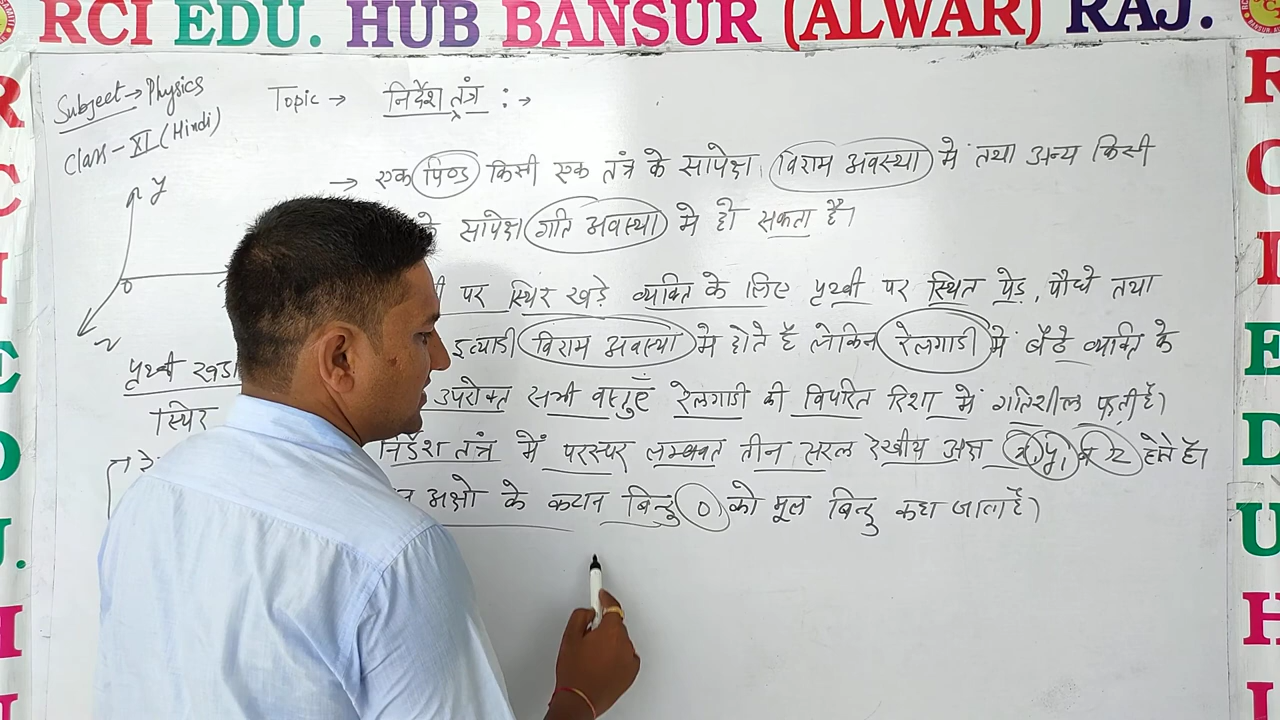 RCI EDU. HUB BANSUR (ALWAR) RAJ.
Subject → Physics
Class - XI (Hindi)
Topic → निर्देश तंत्र : →
y
0
→ एक पिण्ड किसी एक तंत्र के सापेक्ष विराम अवस्था में तथा अन्य किसी
के सापेक्ष गति अवस्था मे हो सकता है।
पर स्थिर खड़े व्यक्ति के लिए पृथ्वी पर स्थित पेड़, पौधे तथा
इत्यादी विराम अवस्था मे होते है लेकिन रेलगाडी में बैठे व्यक्ति के
उपरोक्त सभी वस्तुएँ रेलगाडी की विपरित दिशा में गतिशील
निर्देश तंत्र में परस्पर लम्बवत तीन सरल रेखीय अक्ष x, y, व z होते है।
अक्षो के कटान बिन्दु 0 को मूल बिन्दु कहा जाता है)
पृथ्वी खडा
स्थिर